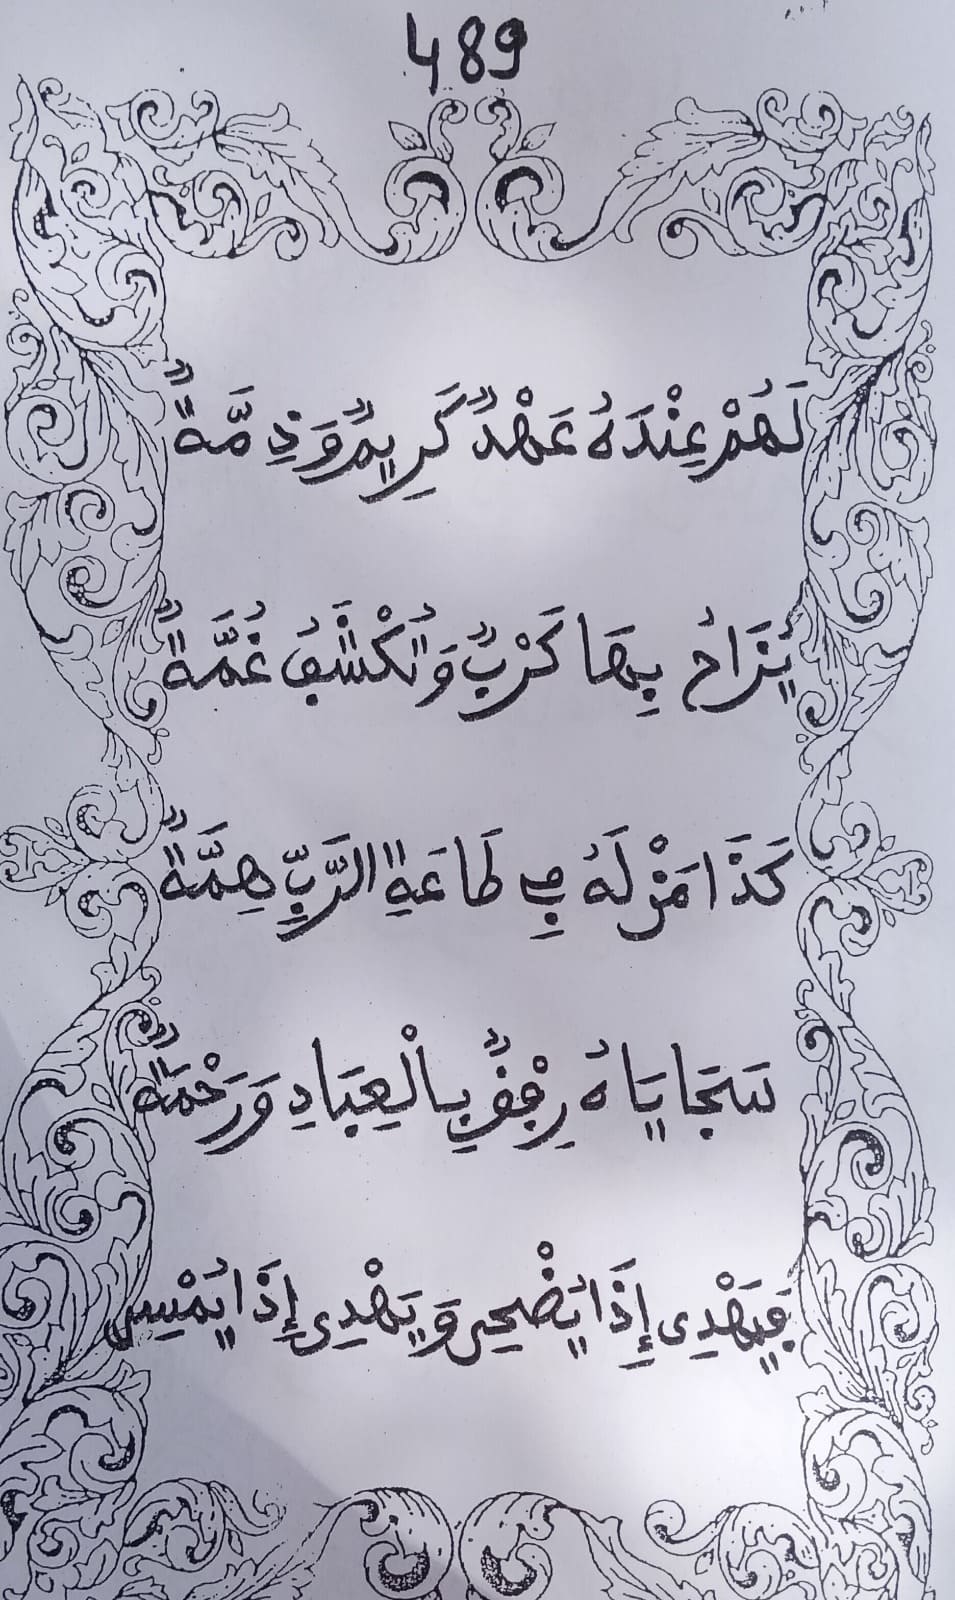 489
لَهُمْ عِنْدَهُ عَهْدٌ كَرِيمٌ وَذِمَّةٌ
يُزَاحُ بِهَا كَرْبٌ وَتُكْشَفُ غُمَّةٌ
كَذَا مَنْ لَهُ فِي طَاعَةِ الرَّبِّ هِمَّةٌ
سَجَايَاهُ رِفْقٌ بِالْعِبَادِ وَرَحْمَةٌ
فَيَهْدِي إِذَا يُضْحِي وَيَهْدِي إِذَا يُمْسِي